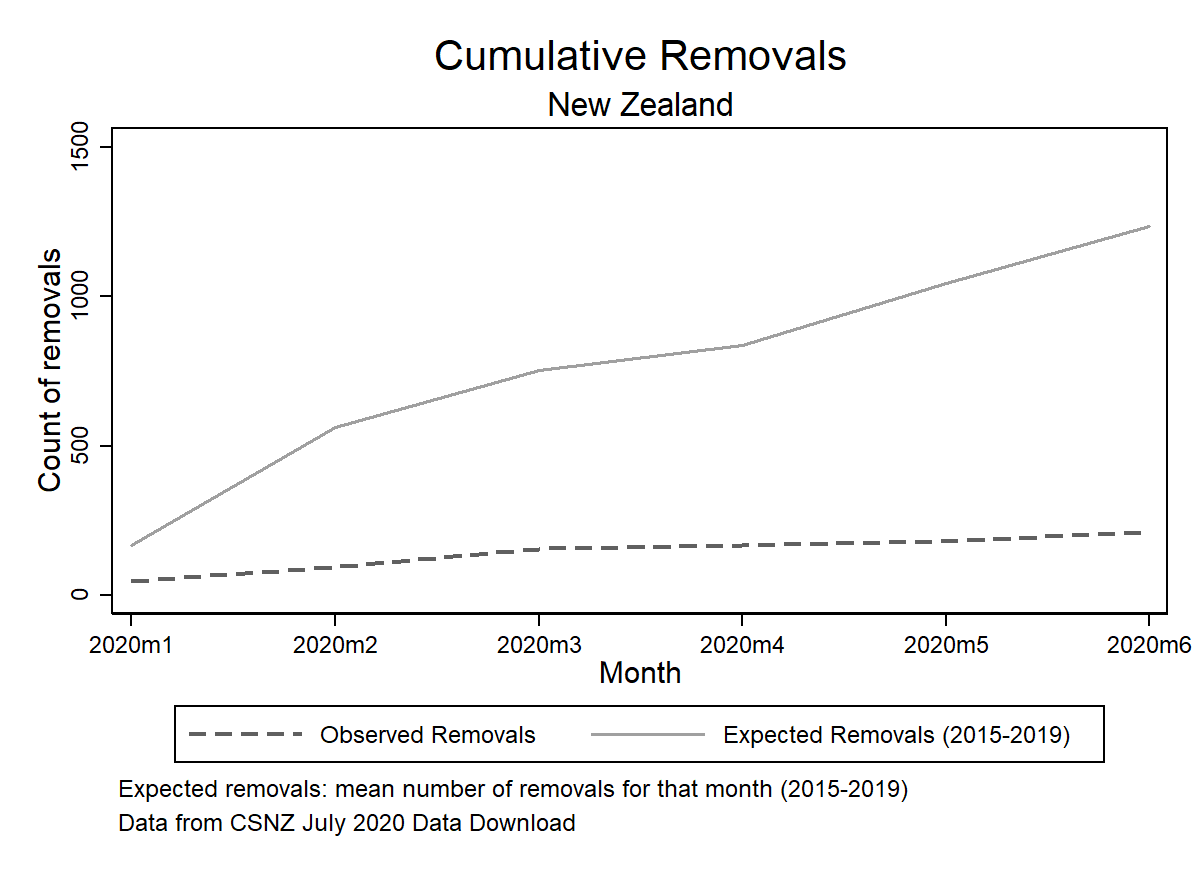 Cumulative Removals
New Zealand
Count of removals
1500
1000
500
0
2020m1 2020m2 2020m3 2020m4 2020m5 2020m6
Month
Observed Removals Expected Removals (2015-2019)
Expected removals: mean number of removals for that month (2015-2019)
Data from CSNZ July 2020 Data Download